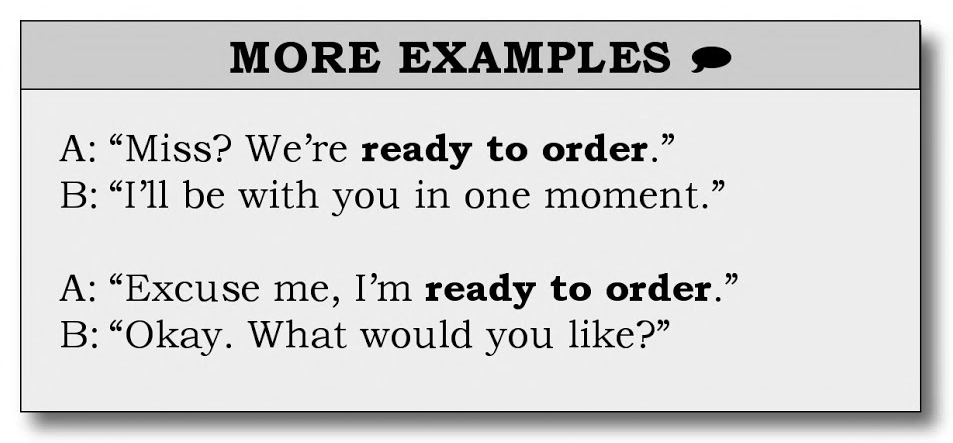 MORE EXAMPLES
A: “Miss? We’re ready to order.”
B: “I’ll be with you in one moment.”
A: “Excuse me, I’m ready to order.”
B: “Okay. What would you like?”